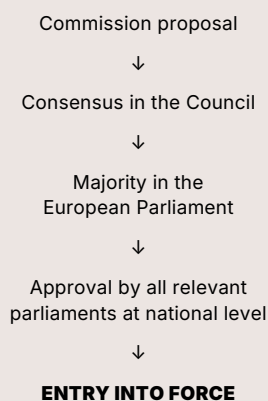 Commission proposal
↓
Consensus in the Council
↓
Majority in the
European Parliament
↓
Approval by all relevant
parliaments at national level
↓
ENTRY INTO FORCE